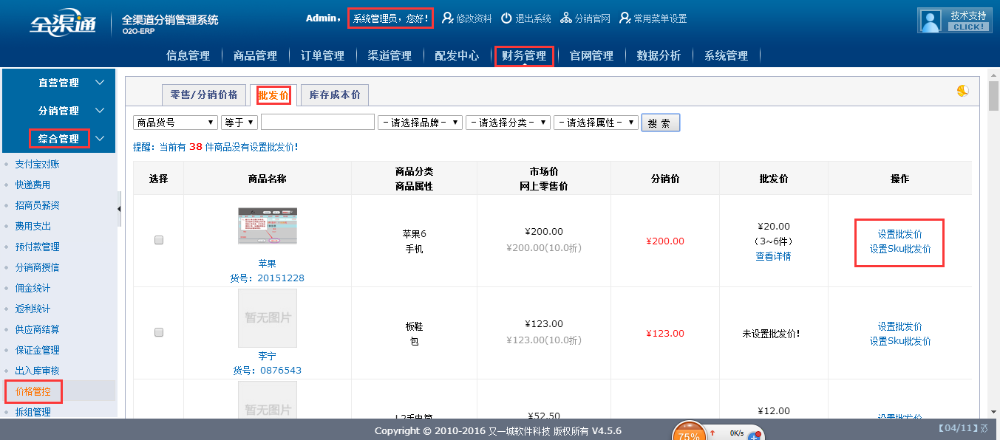 全渠通
全渠道分销管理系统
O2O-ERP
Admin， 系统管理员，您好！ 修改资料 退出系统 分销官网 常用菜单设置
技术支持
CLICK!
信息管理 商品管理 订单管理 渠道管理 配发中心 财务管理 官网管理 数据分析 系统管理
直营管理
分销管理
综合管理
支付宝对账
快递费用
招商员薪资
费用支出
预付款管理
分销商授信
佣金统计
返利统计
供应商结算
保证金管理
出入库审核
价格管控
拆组管理
零售/分销价格 批发价 库存成本价
商品货号 等于 －请选择品牌－ －请选择分类－ －请选择属性－ 搜 索
提醒：当前有 38 件商品没有设置批发价！
选择 商品名称 商品分类 市场价 分销价 批发价 操作
商品属性 网上零售价
苹果
货号：20151228
苹果6
手机
¥200.00
¥200.00(10.0折)
¥200.00
¥20.00
（3~6件）
查看详情
设置批发价
设置Sku批发价
暂无图片
李宁
货号：0876543
板鞋
包
¥123.00
¥123.00(10.0折)
¥123.00
未设置批发价！
设置批发价
设置Sku批发价
暂无图片
L2手电筒
¥52.50
¥12.00
设置批发价
Copyright © 2010-2016 又一城软件科技 版权所有 V4.5.6
75%
0K/s
【04/11】